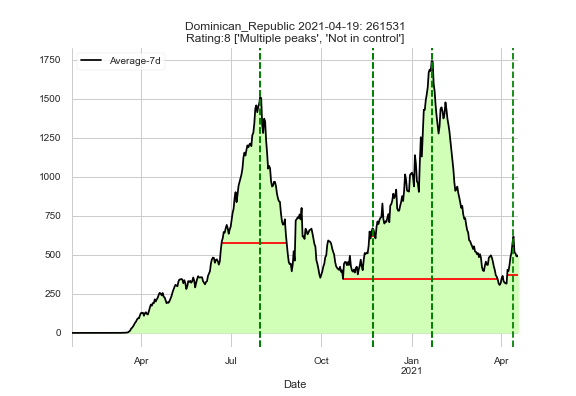 Dominican_Republic 2021-04-19: 261531
Rating:8 ['Multiple peaks', 'Not in control']
Average-7d
1750
1500
1250
1000
750
500
250
0
Apr
Jul
Oct
Jan
2021
Apr
Date